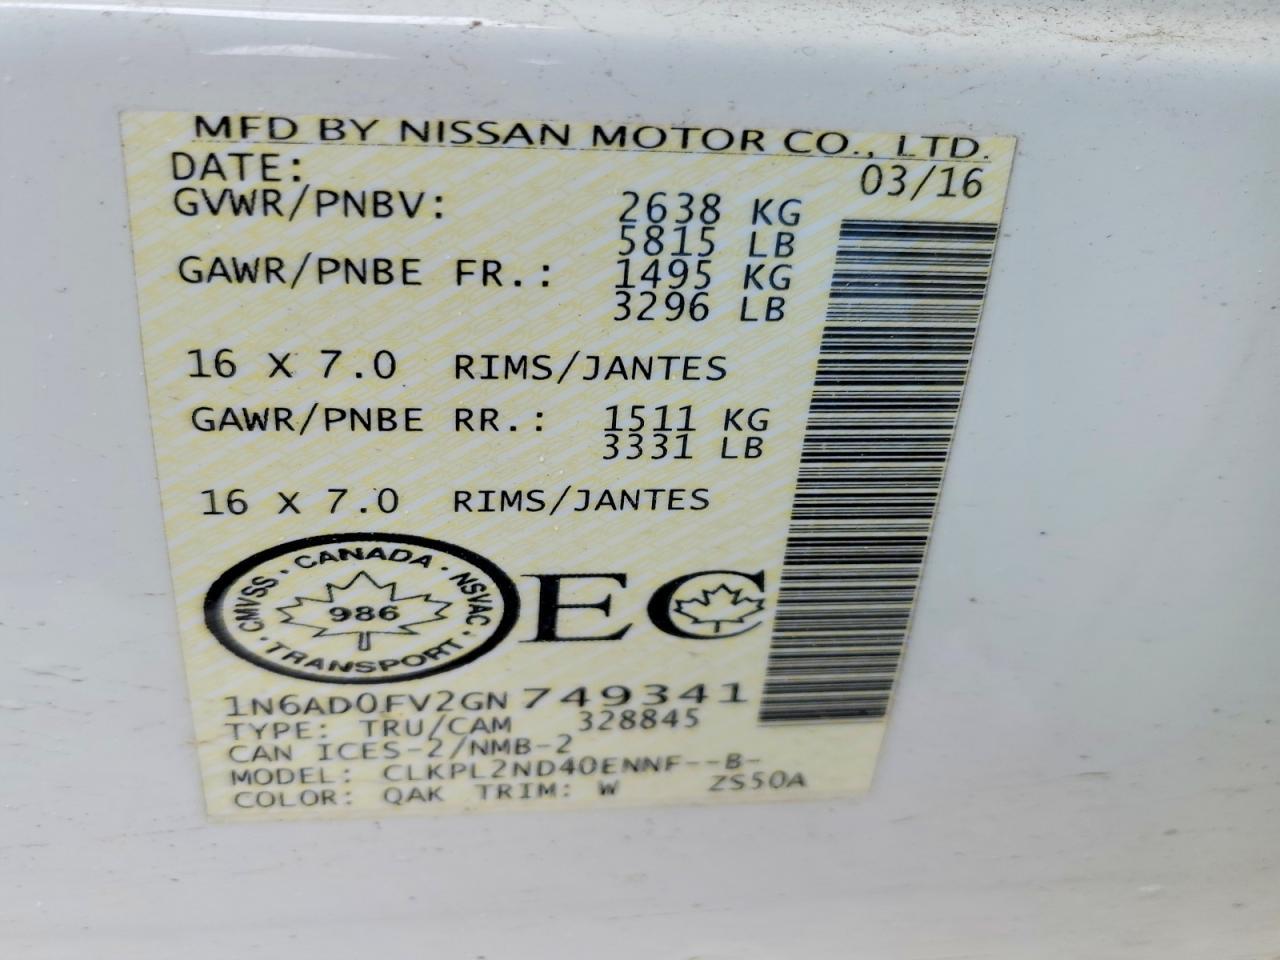 MFD BY NISSAN MOTOR CO., LTD.
DATE: 03/16
GVWR/PNBV: 2638 KG
5815 LB
GAWR/PNBE FR.: 1495 KG
3296 LB
16 X 7.0 RIMS/JANTES
GAWR/PNBE RR.: 1511 KG
3331 LB
16 X 7.0 RIMS/JANTES
CANADA · NSVAC · TRANSPORT · CMVSS ·
986
EC
1N6AD0FV2GN749341
TYPE: TRU/CAM 328845
CAN ICES-2/NMB-2
MODEL: CLKPL2ND40ENNF--B-
COLOR: QAK TRIM: W ZS50A